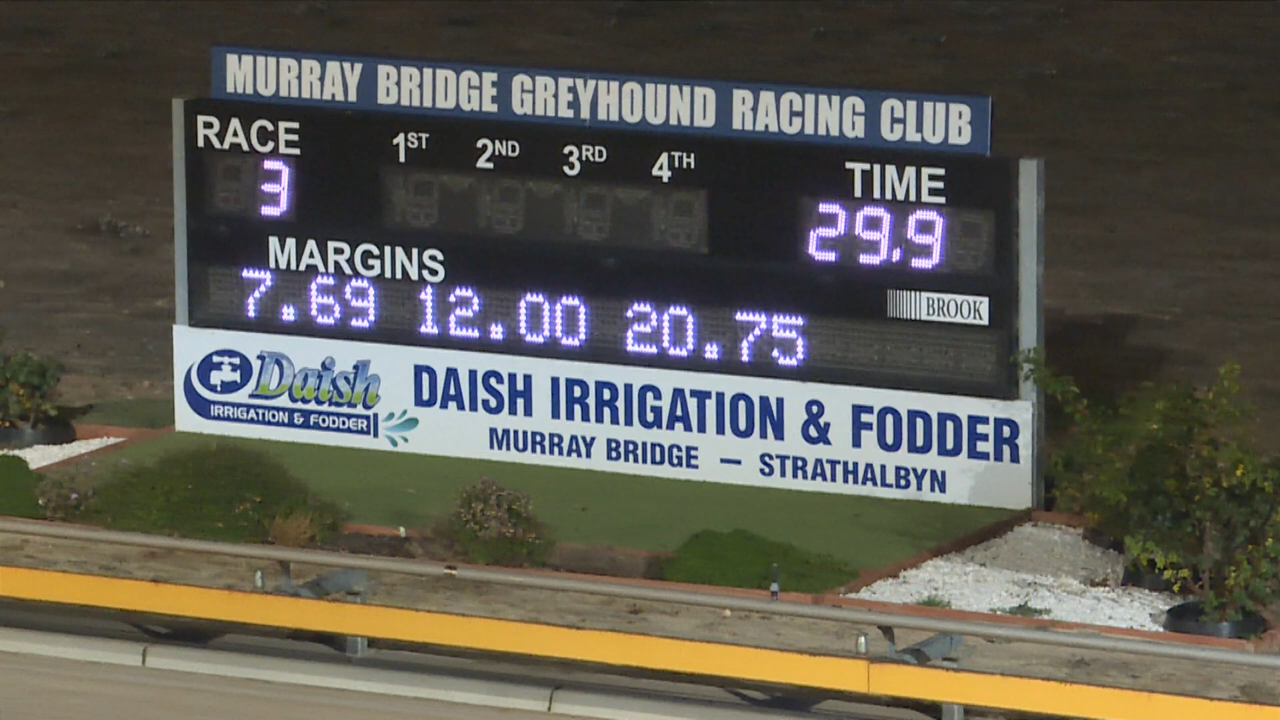 MURRAY BRIDGE GREYHOUND RACING CLUB
RACE 1ST 2ND 3RD 4TH TIME
3 29.9
MARGINS
7.69 12.00 20.75
BROOK
Daish
IRRIGATION & FODDER
DAISH IRRIGATION & FODDER
MURRAY BRIDGE – STRATHALBYN